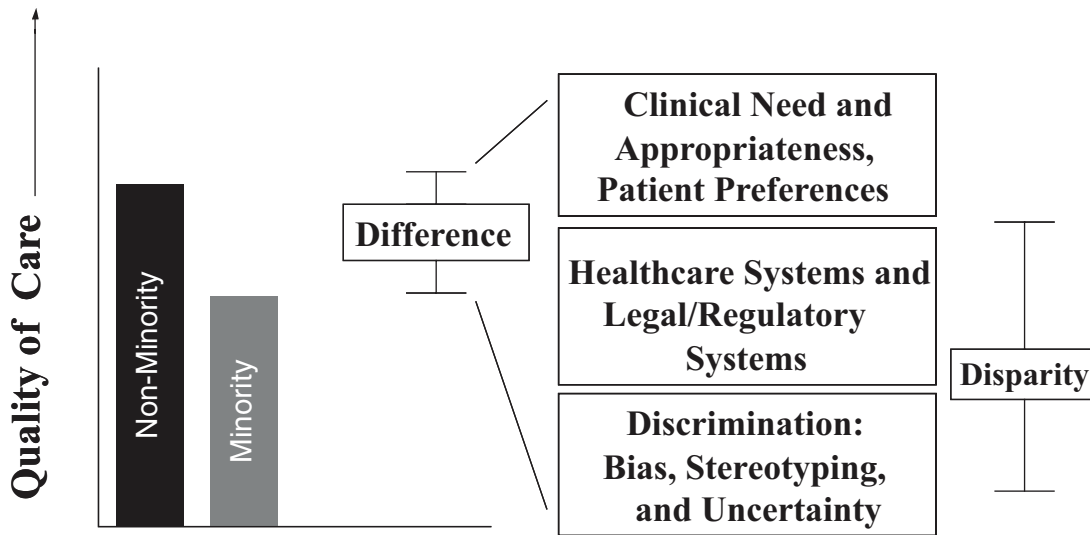 Quality of Care
Non-Minority
Minority
Difference
Clinical Need and
Appropriateness,
Patient Preferences
Healthcare Systems and
Legal/Regulatory
Systems
Discrimination:
Bias, Stereotyping,
and Uncertainty
Disparity